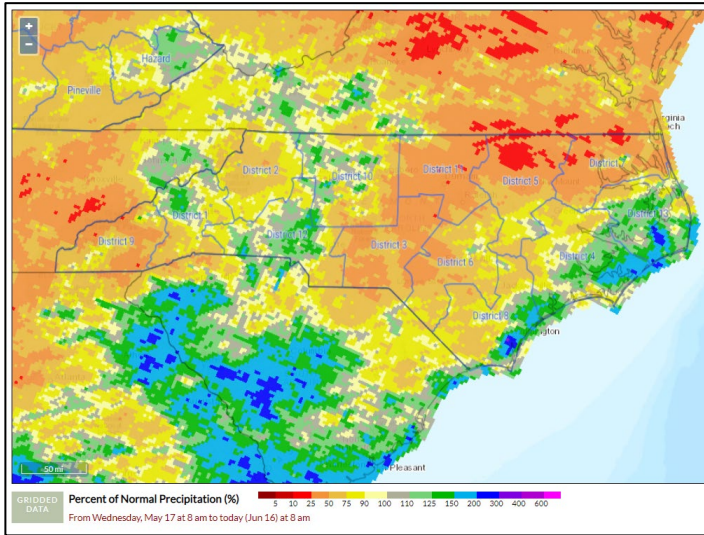 +
−
Hazard
Pineville
District 2
District 10
District 11
District 5
District 7
District 1
District 12
District 3
District 13
District 9
District 6
District 4
District 8
Pleasant
50 mi
GRIDDED
DATA
Percent of Normal Precipitation (%)
5 10 25 50 75 90 100 110 125 150 200 300 400 600
From Wednesday, May 17 at 8 am to today (Jun 16) at 8 am